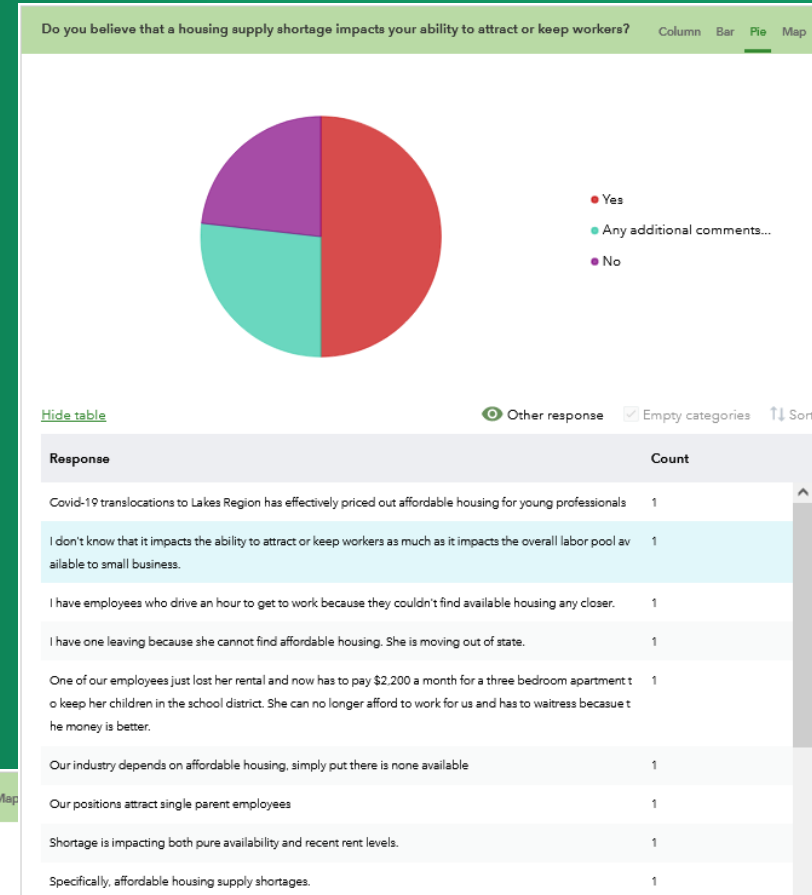 Do you believe that a housing supply shortage impacts your ability to attract or keep workers? Column Bar Pie Map
Yes
Any additional comments...
No
Hide table Other response Empty categories Sort
Response Count
Covid-19 translocations to Lakes Region has effectively priced out affordable housing for young professionals 1
I don't know that it impacts the ability to attract or keep workers as much as it impacts the overall labor pool av 1
ailable to small business.
I have employees who drive an hour to get to work because they couldn't find available housing any closer. 1
I have one leaving because she cannot find affordable housing. She is moving out of state. 1
One of our employees just lost her rental and now has to pay $2,200 a month for a three bedroom apartment t 1
o keep her children in the school district. She can no longer afford to work for us and has to waitress becasue t
he money is better.
Our industry depends on affordable housing, simply put there is none available 1
Map
Our positions attract single parent employees 1
Shortage is impacting both pure availability and recent rent levels. 1
Specifically, affordable housing supply shortages. 1